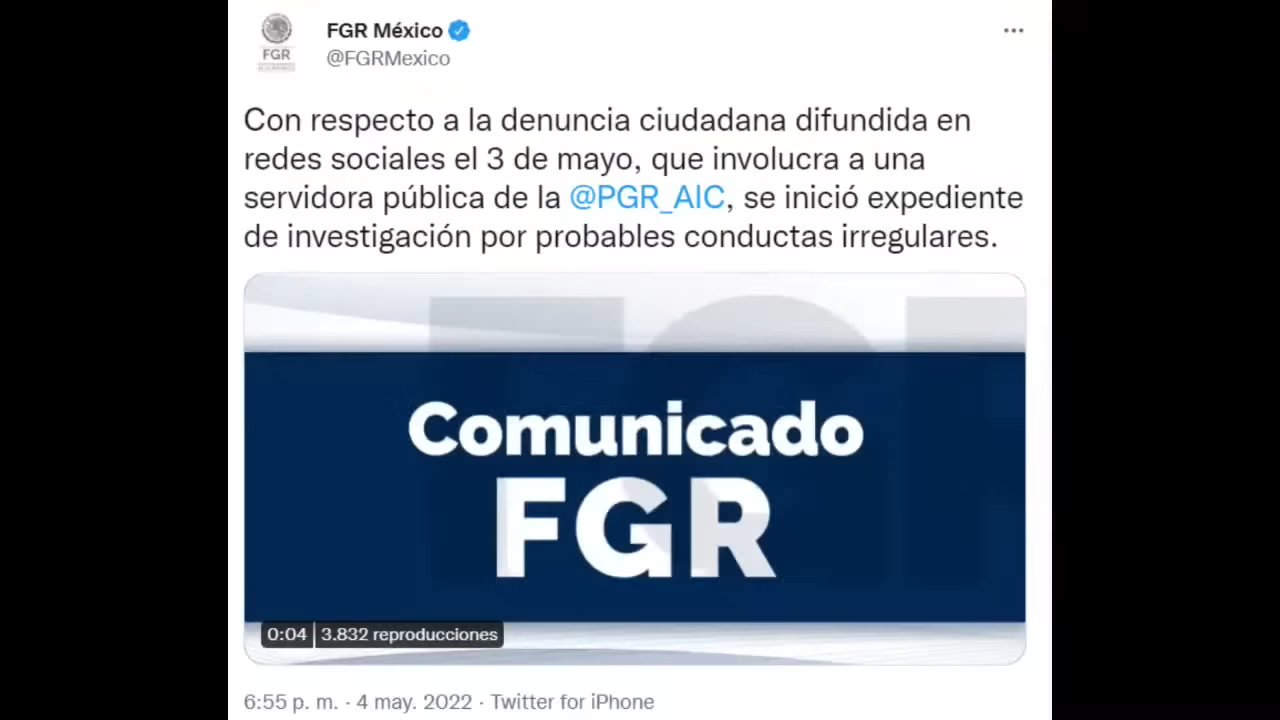 FGR México
FGR
@FGRMexico
Con respecto a la denuncia ciudadana difundida en
redes sociales el 3 de mayo, que involucra a una
servidora pública de la @PGR_AIC, se inició expediente
de investigación por probables conductas irregulares.
Comunicado
FGR
0:04 3.832 reproducciones
6:55 p. m. · 4 may. 2022 · Twitter for iPhone